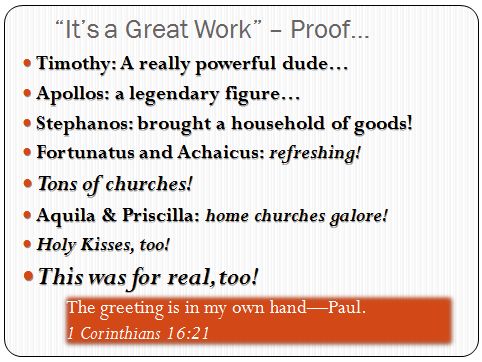 “It’s a Great Work” – Proof…
Timothy: A really powerful dude…
Apollos: a legendary figure…
Stephanos: brought a household of goods!
Fortunatus and Achaicus: refreshing!
Tons of churches!
Aquila & Priscilla: home churches galore!
Holy Kisses, too!
This was for real, too!
The greeting is in my own hand—Paul.
1 Corinthians 16:21